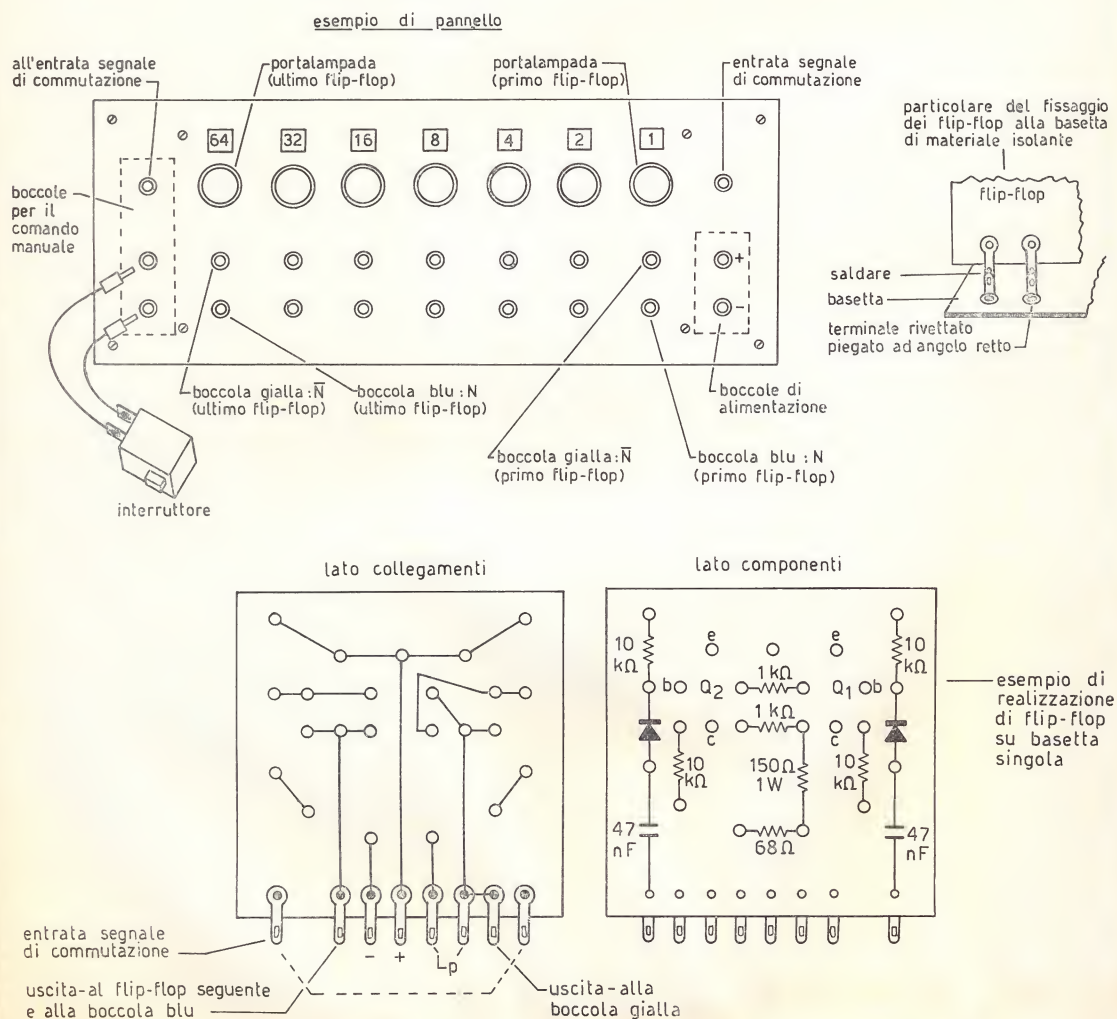 esempio di pannello
all'entrata segnale
di commutazione
portalampada
(ultimo flip-flop)
portalampada
(primo flip-flop)
entrata segnale
di commutazione
particolare del fissaggio
dei flip-flop alla basetta
di materiale isolante
64 32 16 8 4 2 1
boccole
per il
comando
manuale
+
-
flip-flop
saldare
basetta
terminale rivettato
piegato ad angolo retto
boccola gialla: N̅
(ultimo flip-flop)
boccola blu: N
(ultimo flip-flop)
boccole di
alimentazione
boccola gialla: N̅
(primo flip-flop)
boccola blu: N
(primo flip-flop)
interruttore
lato collegamenti
lato componenti
10
kΩ
e
e
10
kΩ
1 kΩ
b Q2 Q1 b
1 kΩ
c
c
10
kΩ
150Ω
1W
10
kΩ
47
nF
68Ω
47
nF
esempio di
realizzazione
di flip-flop
su basetta
singola
entrata segnale
di commutazione
- +
Lp
uscita-al flip-flop seguente
e alla boccola blu
uscita-alla
boccola gialla